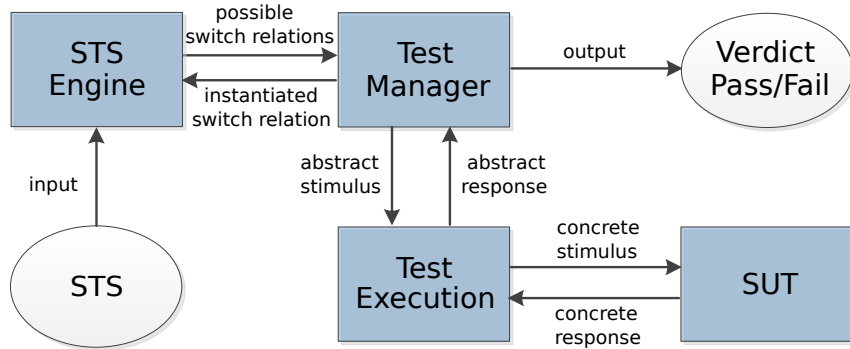 possible
switch relations
STS
Engine
instantiated
switch relation
Test
Manager
output
Verdict
Pass/Fail
input
abstract
stimulus
abstract
response
STS
Test
Execution
concrete
stimulus
concrete
response
SUT